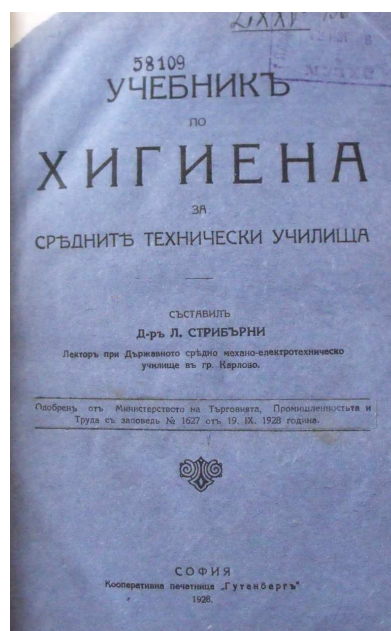 58109
УЧЕБНИКЪ
ПО
ХИГИЕНА
ЗА
СРѢДНИТѢ ТЕХНИЧЕСКИ УЧИЛИЩА
СЪСТАВИЛЪ
Д-ръ Л. СТРИБЪРНИ
Лекторъ при Държавното срѣдно механо-електротехническо
училище въ гр. Карлово.
Одобренъ отъ Министерството на Търговията, Промишлеността и
Труда съ заповедь № 1627 отъ 19. IX. 1928 година.
СОФИЯ
Кооперативна печатница „Гутенбергъ"
1928.